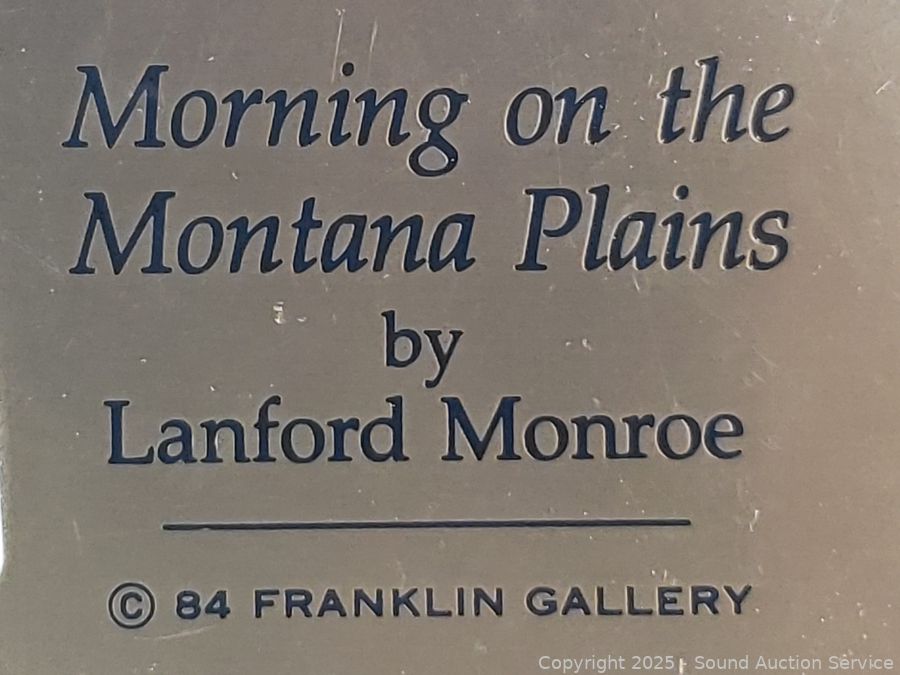 Morning on the
Montana Plains
by
Lanford Monroe
© 84 FRANKLIN GALLERY
Copyright 2025 - Sound Auction Service